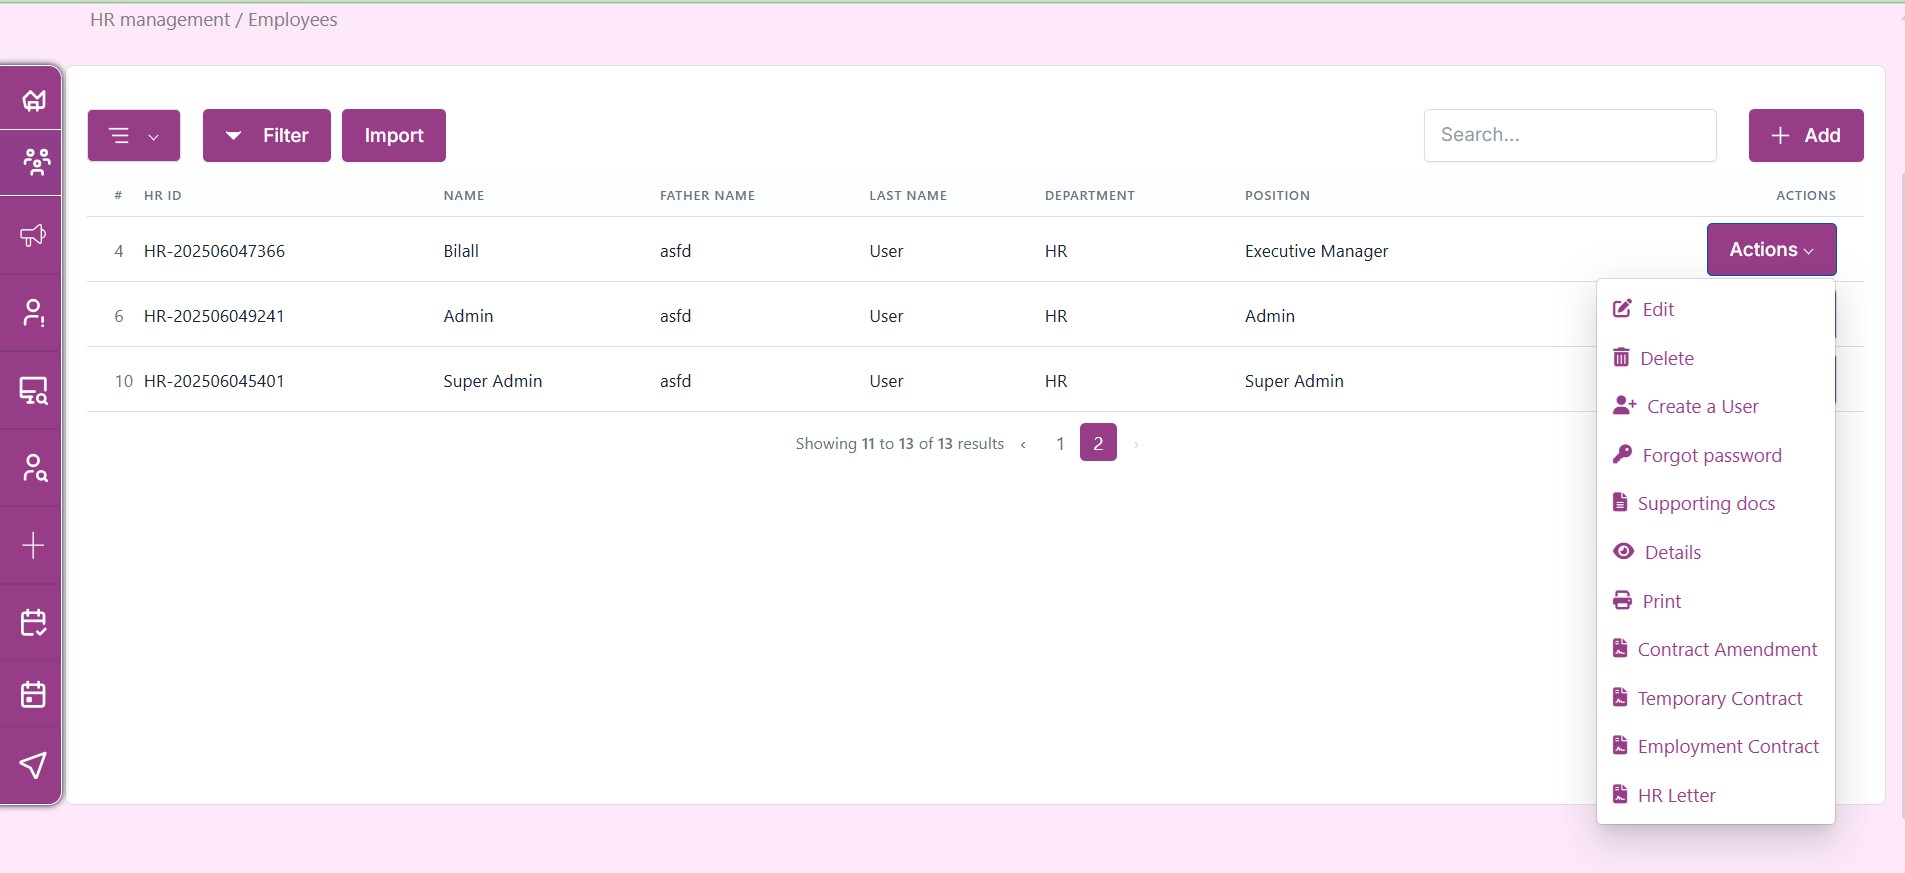 HR management / Employees
Filter
Import
Search...
Add
# HR ID NAME FATHER NAME LAST NAME DEPARTMENT POSITION ACTIONS
4 HR-202506047366 Bilall asfd User HR Executive Manager Actions
6 HR-202506049241 Admin asfd User HR Admin
10 HR-202506045401 Super Admin asfd User HR Super Admin
Showing 11 to 13 of 13 results ‹ 1 2 ›
Edit
Delete
Create a User
Forgot password
Supporting docs
Details
Print
Contract Amendment
Temporary Contract
Employment Contract
HR Letter